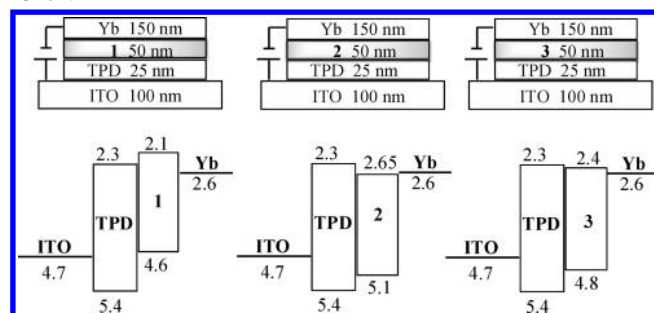 Yb 150 nm
1 50 nm
TPD 25 nm
ITO 100 nm
Yb 150 nm
2 50 nm
TPD 25 nm
ITO 100 nm
Yb 150 nm
3 50 nm
TPD 25 nm
ITO 100 nm
2.3 2.1
Yb
2.6
TPD 1
ITO
4.7
4.6
5.4
2.3 2.65
Yb
2.6
TPD 2
ITO
4.7
5.1
5.4
2.3 2.4
Yb
2.6
TPD 3
ITO
4.7
4.8
5.4